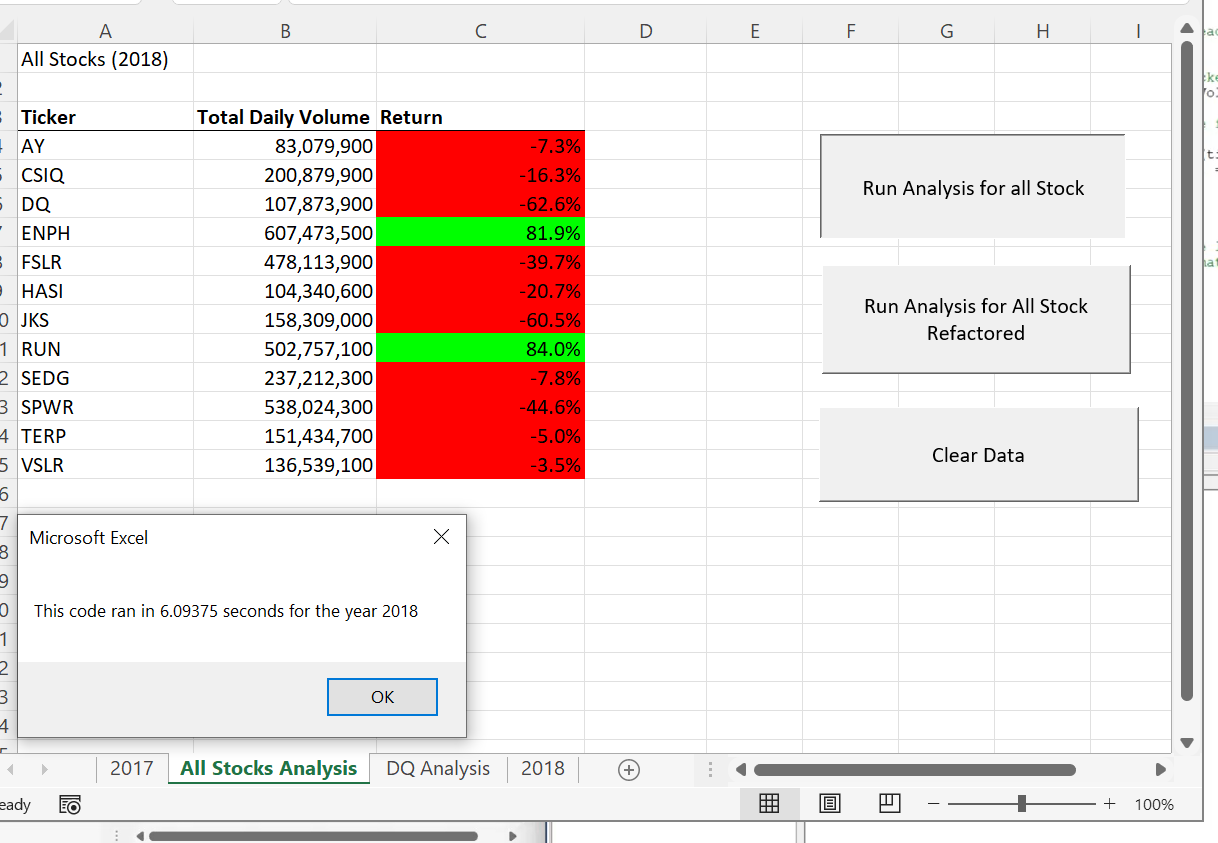 A B C D E F G H I
All Stocks (2018)
Ticker Total Daily Volume Return
AY 83,079,900 -7.3%
CSIQ 200,879,900 -16.3%
DQ 107,873,900 -62.6%
ENPH 607,473,500 81.9%
FSLR 478,113,900 -39.7%
HASI 104,340,600 -20.7%
JKS 158,309,000 -60.5%
RUN 502,757,100 84.0%
SEDG 237,212,300 -7.8%
SPWR 538,024,300 -44.6%
TERP 151,434,700 -5.0%
VSLR 136,539,100 -3.5%
Run Analysis for all Stock
Run Analysis for All Stock
Refactored
Clear Data
Microsoft Excel
This code ran in 6.09375 seconds for the year 2018
OK
2017 All Stocks Analysis DQ Analysis 2018
eady
100%